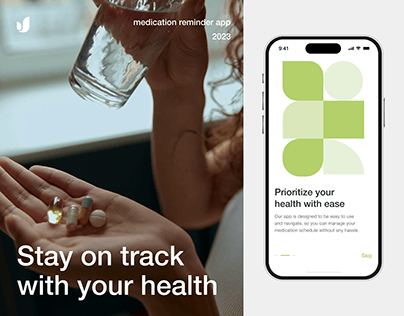 medication reminder app
2023
Stay on track
with your health
9:41
Prioritize your
health with ease
Our app is designed to be easy to use
and navigate, so you can manage your
medication schedule without any hassle.
Skip